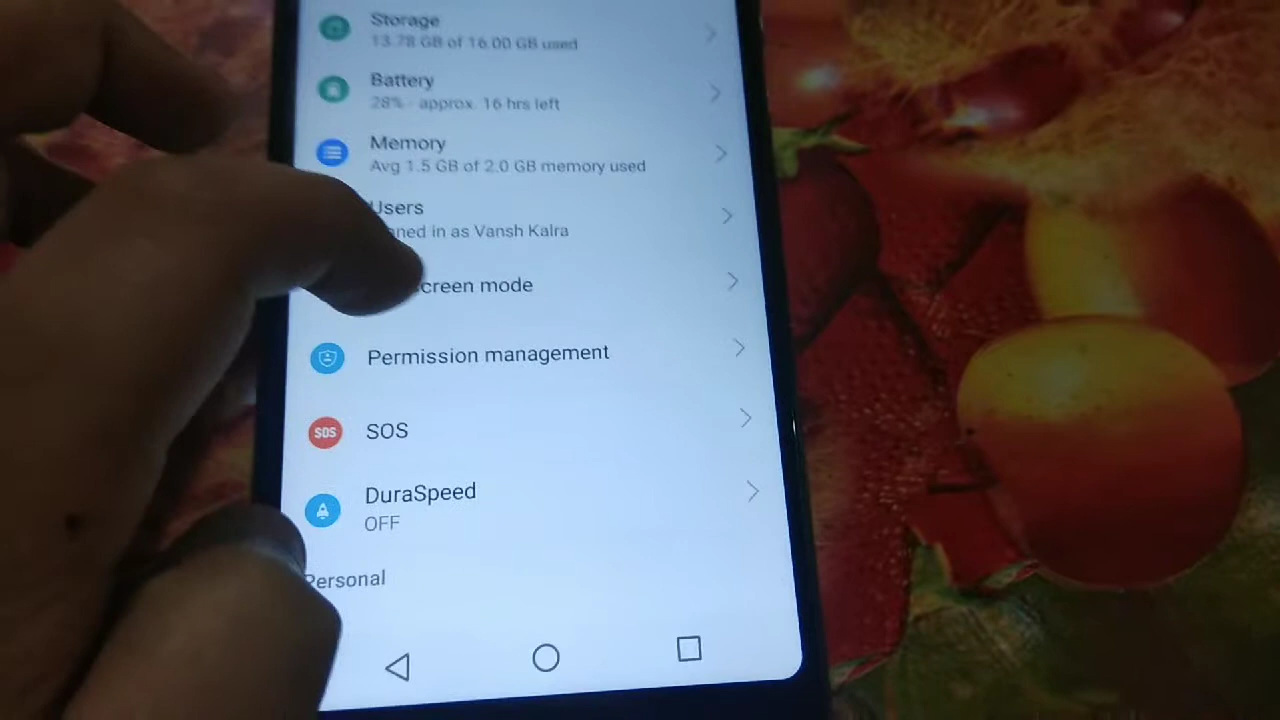 Storage
13.78 GB of 16.00 GB used
Battery
28% - approx. 16 hrs left
Memory
Avg 1.5 GB of 2.0 GB memory used
Users
in as Vansh Kalra
mode
Permission management
SOS
SOS
DuraSpeed
OFF
Personal